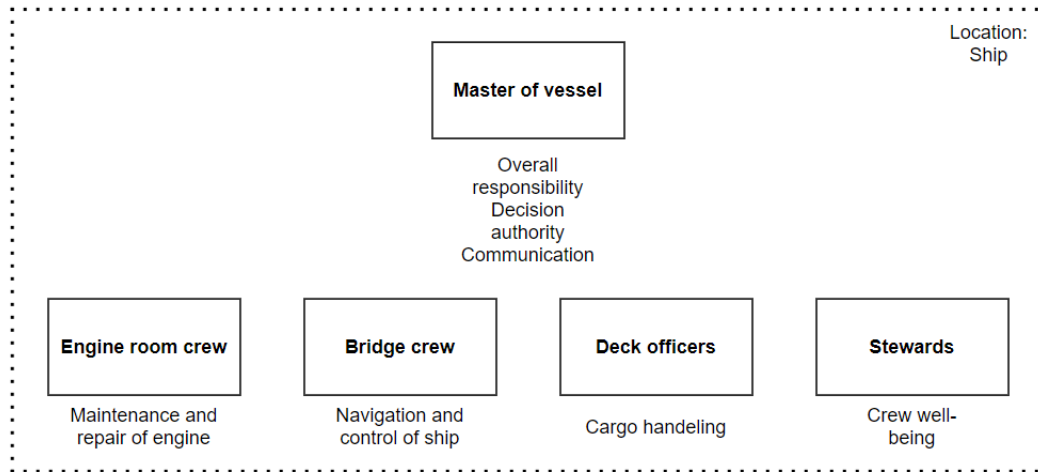 Location:
Ship
Master of vessel
Overall
responsibility
Decision
authority
Communication
Engine room crew
Bridge crew
Deck officers
Stewards
Maintenance and
repair of engine
Navigation and
control of ship
Cargo handeling
Crew well-
being